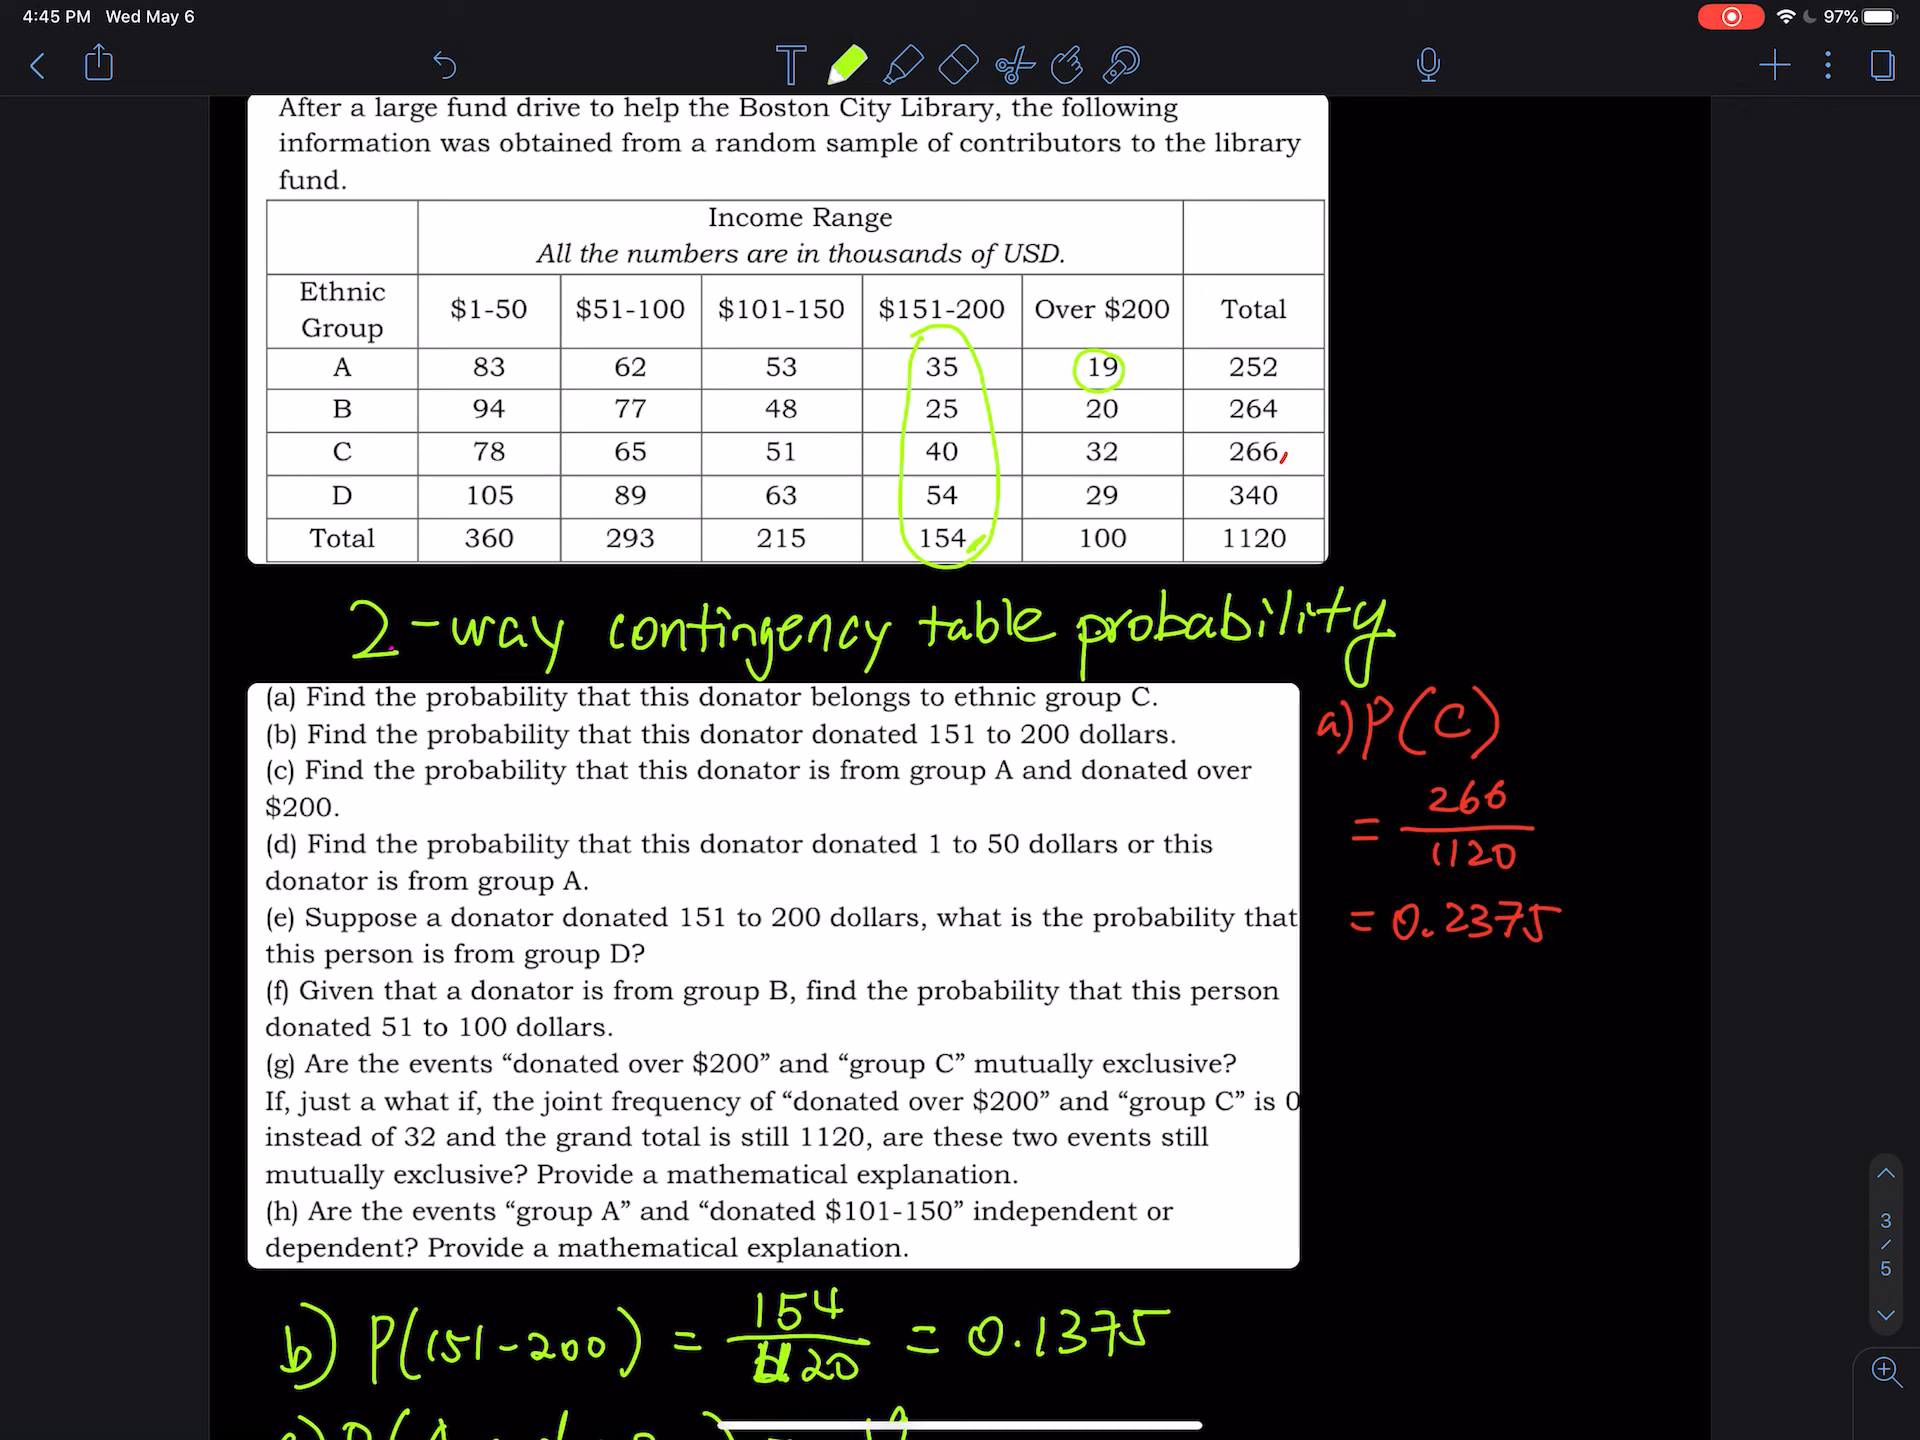 4:45 PM Wed May 6
97%
After a large fund drive to help the Boston City Library, the following
information was obtained from a random sample of contributors to the library
fund.
Income Range
All the numbers are in thousands of USD.
Ethnic Group $1-50 $51-100 $101-150 $151-200 Over $200 Total
A 83 62 53 35 19 252
B 94 77 48 25 20 264
C 78 65 51 40 32 266
D 105 89 63 54 29 340
Total 360 293 215 154 100 1120
2-way contingency table probability
(a) Find the probability that this donator belongs to ethnic group C.
(b) Find the probability that this donator donated 151 to 200 dollars.
(c) Find the probability that this donator is from group A and donated over
$200.
(d) Find the probability that this donator donated 1 to 50 dollars or this
donator is from group A.
(e) Suppose a donator donated 151 to 200 dollars, what is the probability that
this person is from group D?
(f) Given that a donator is from group B, find the probability that this person
donated 51 to 100 dollars.
(g) Are the events “donated over $200” and “group C” mutually exclusive?
If, just a what if, the joint frequency of “donated over $200” and “group C” is 0
instead of 32 and the grand total is still 1120, are these two events still
mutually exclusive? Provide a mathematical explanation.
(h) Are the events “group A” and “donated $101-150” independent or
dependent? Provide a mathematical explanation.
a) P(C)
= 266/1120
= 0.2375
b) P(151-200) = 154/1120 = 0.1375
3
/
5